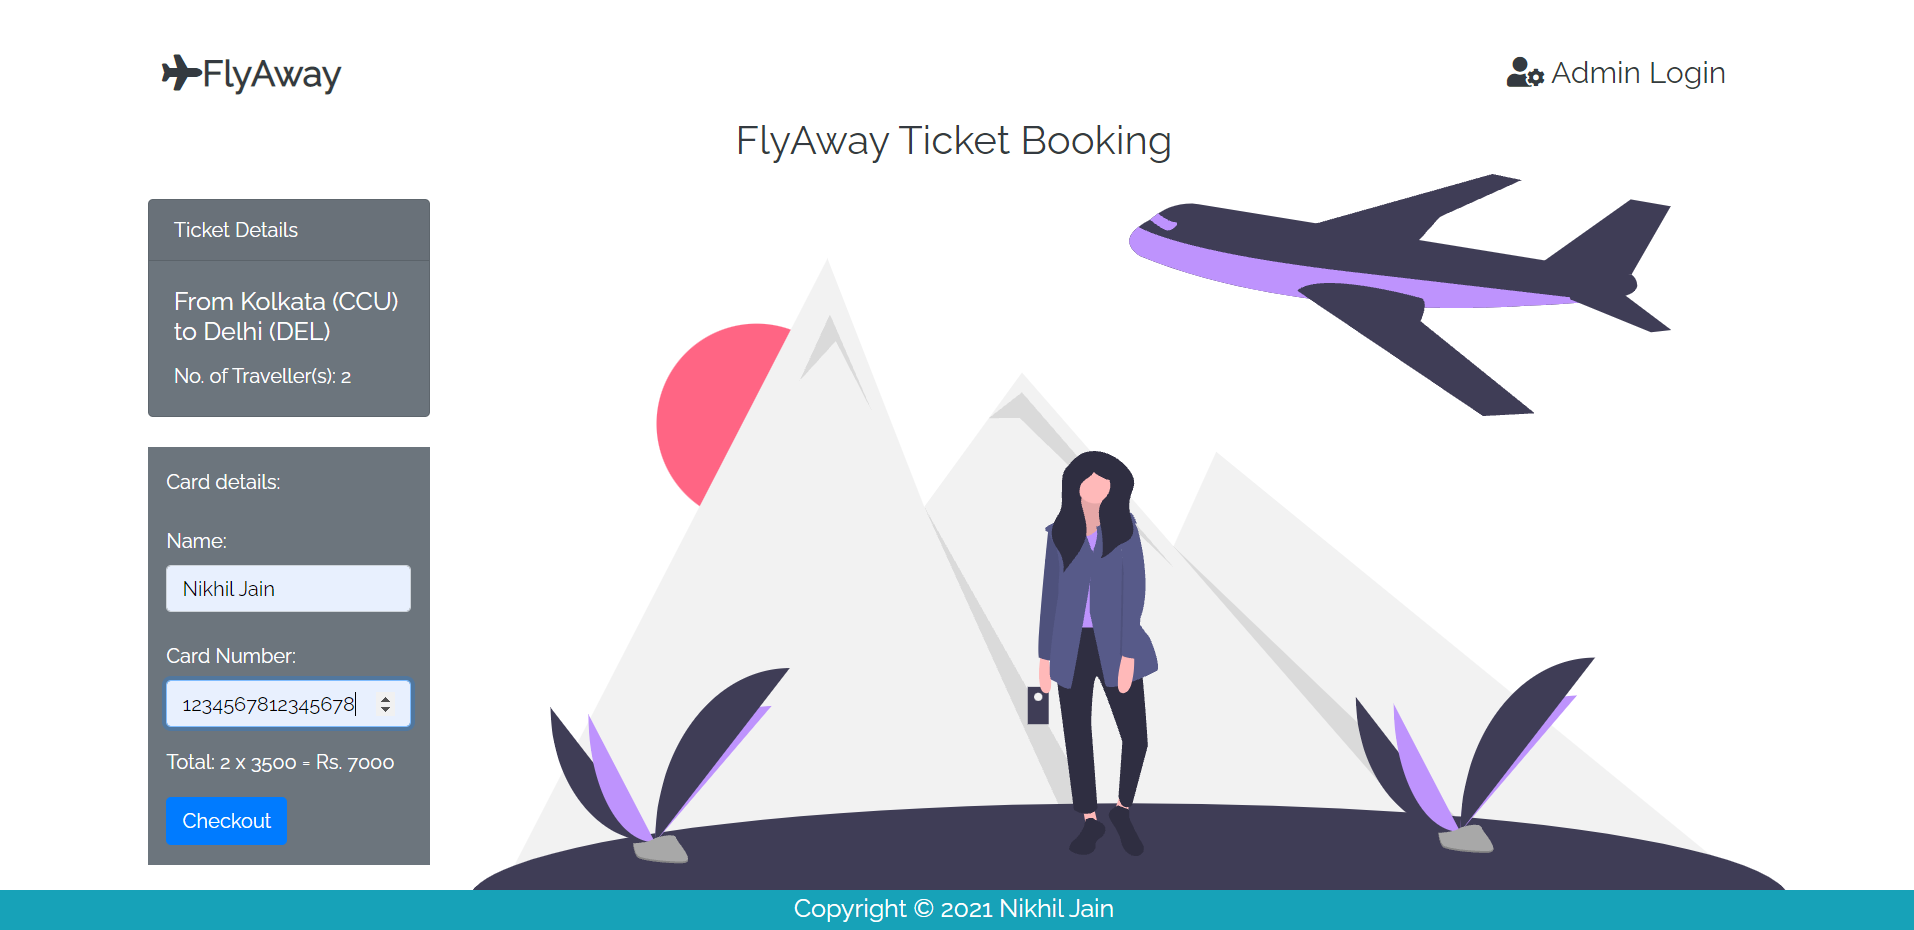 FlyAway
Admin Login
FlyAway Ticket Booking
Ticket Details
From Kolkata (CCU)
to Delhi (DEL)
No. of Traveller(s): 2
Card details:
Name:
Nikhil Jain
Card Number:
1234567812345678
Total: 2 x 3500 = Rs. 7000
Checkout
Copyright © 2021 Nikhil Jain